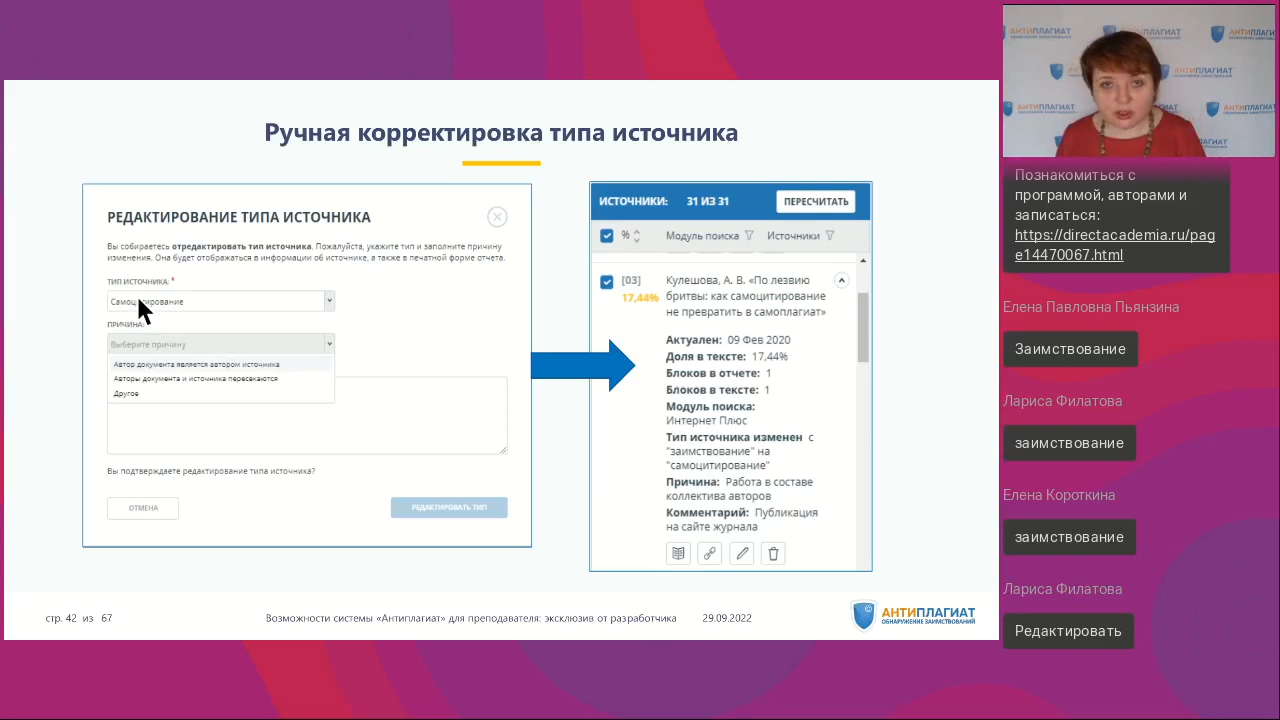 Ручная корректировка типа источника
РЕДАКТИРОВАНИЕ ТИПА ИСТОЧНИКА
Вы собираетесь отредактировать тип источника. Пожалуйста, укажите тип и заполните причину
изменения. Она будет отображаться в информации об источнике, а также в печатной форме отчета.
ТИП ИСТОЧНИКА: *
Самоцитирование
ПРИЧИНА:
Выберите причину
Автор документа является автором источника
Авторы документа и источника пересекаются
Другое
Вы подтверждаете редактирование типа источника?
ОТМЕНА
РЕДАКТИРОВАТЬ ТИП
ИСТОЧНИКИ: 31 ИЗ 31
ПЕРЕСЧИТАТЬ
% Модуль поиска Источники
[03]
17,44%
Кулешова, А. В. «По лезвию
бритвы: как самоцитирование
не превратить в самоплагиат»
Актуален: 09 Фев 2020
Доля в тексте: 17,44%
Блоков в отчете: 1
Блоков в тексте: 1
Модуль поиска:
Интернет Плюс
Тип источника изменен с
"заимствование" на
"самоцитирование"
Причина: Работа в составе
коллектива авторов
Комментарий: Публикация
на сайте журнала
стр. 42 из 67
Возможности системы «Антиплагиат» для преподавателя: эксклюзив от разработчика
29.09.2022
АНТИПЛАГИАТ
ОБНАРУЖЕНИЕ ЗАИМСТВОВАНИЙ
АНТИПЛАГИАТ
АНТИПЛАГИАТ
Познакомиться с
программой, авторами и
записаться:
https://directacademia.ru/pag
e14470067.html
Елена Павловна Пьянзина
Заимствование
Лариса Филатова
заимствование
Елена Короткина
заимствование
Лариса Филатова
Редактировать